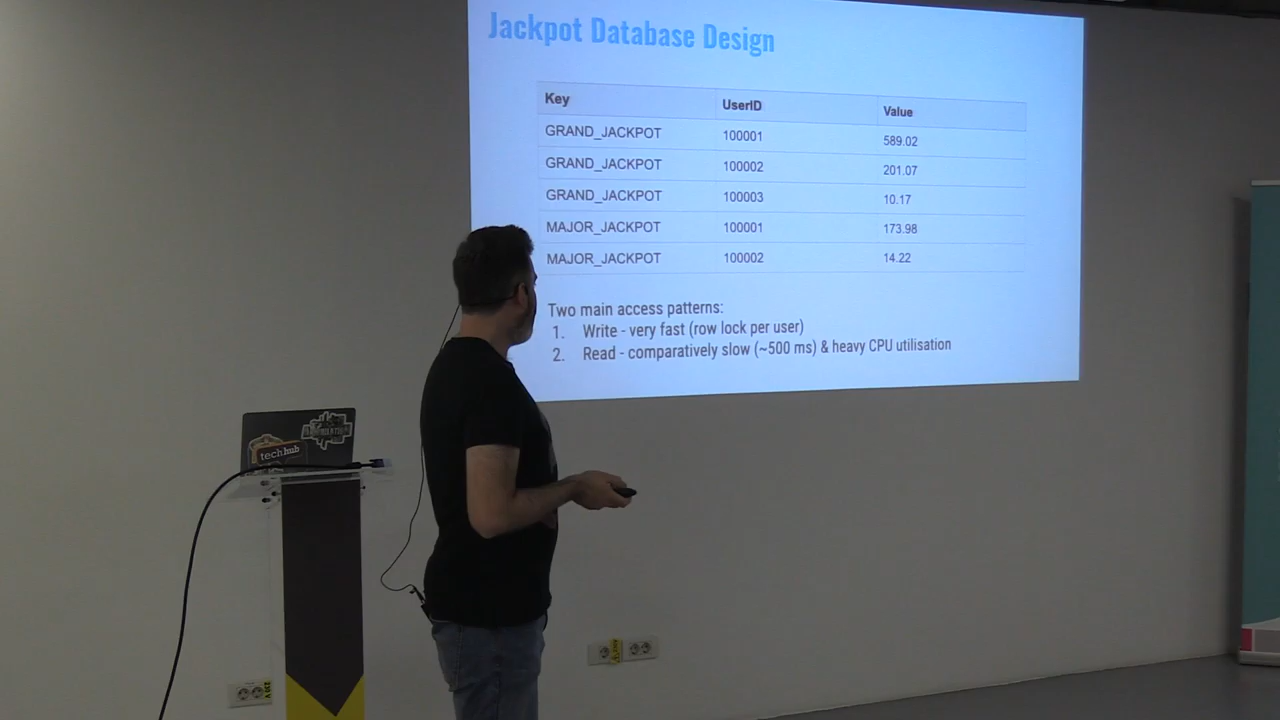 Jackpot Database Design
Key UserID Value
GRAND_JACKPOT 100001 589.02
GRAND_JACKPOT 100002 201.07
GRAND_JACKPOT 100003 10.17
MAJOR_JACKPOT 100001 173.98
MAJOR_JACKPOT 100002 14.22
Two main access patterns:
1. Write - very fast (row lock per user)
2. Read - comparatively slow (~500 ms) & heavy CPU utilisation
techhub